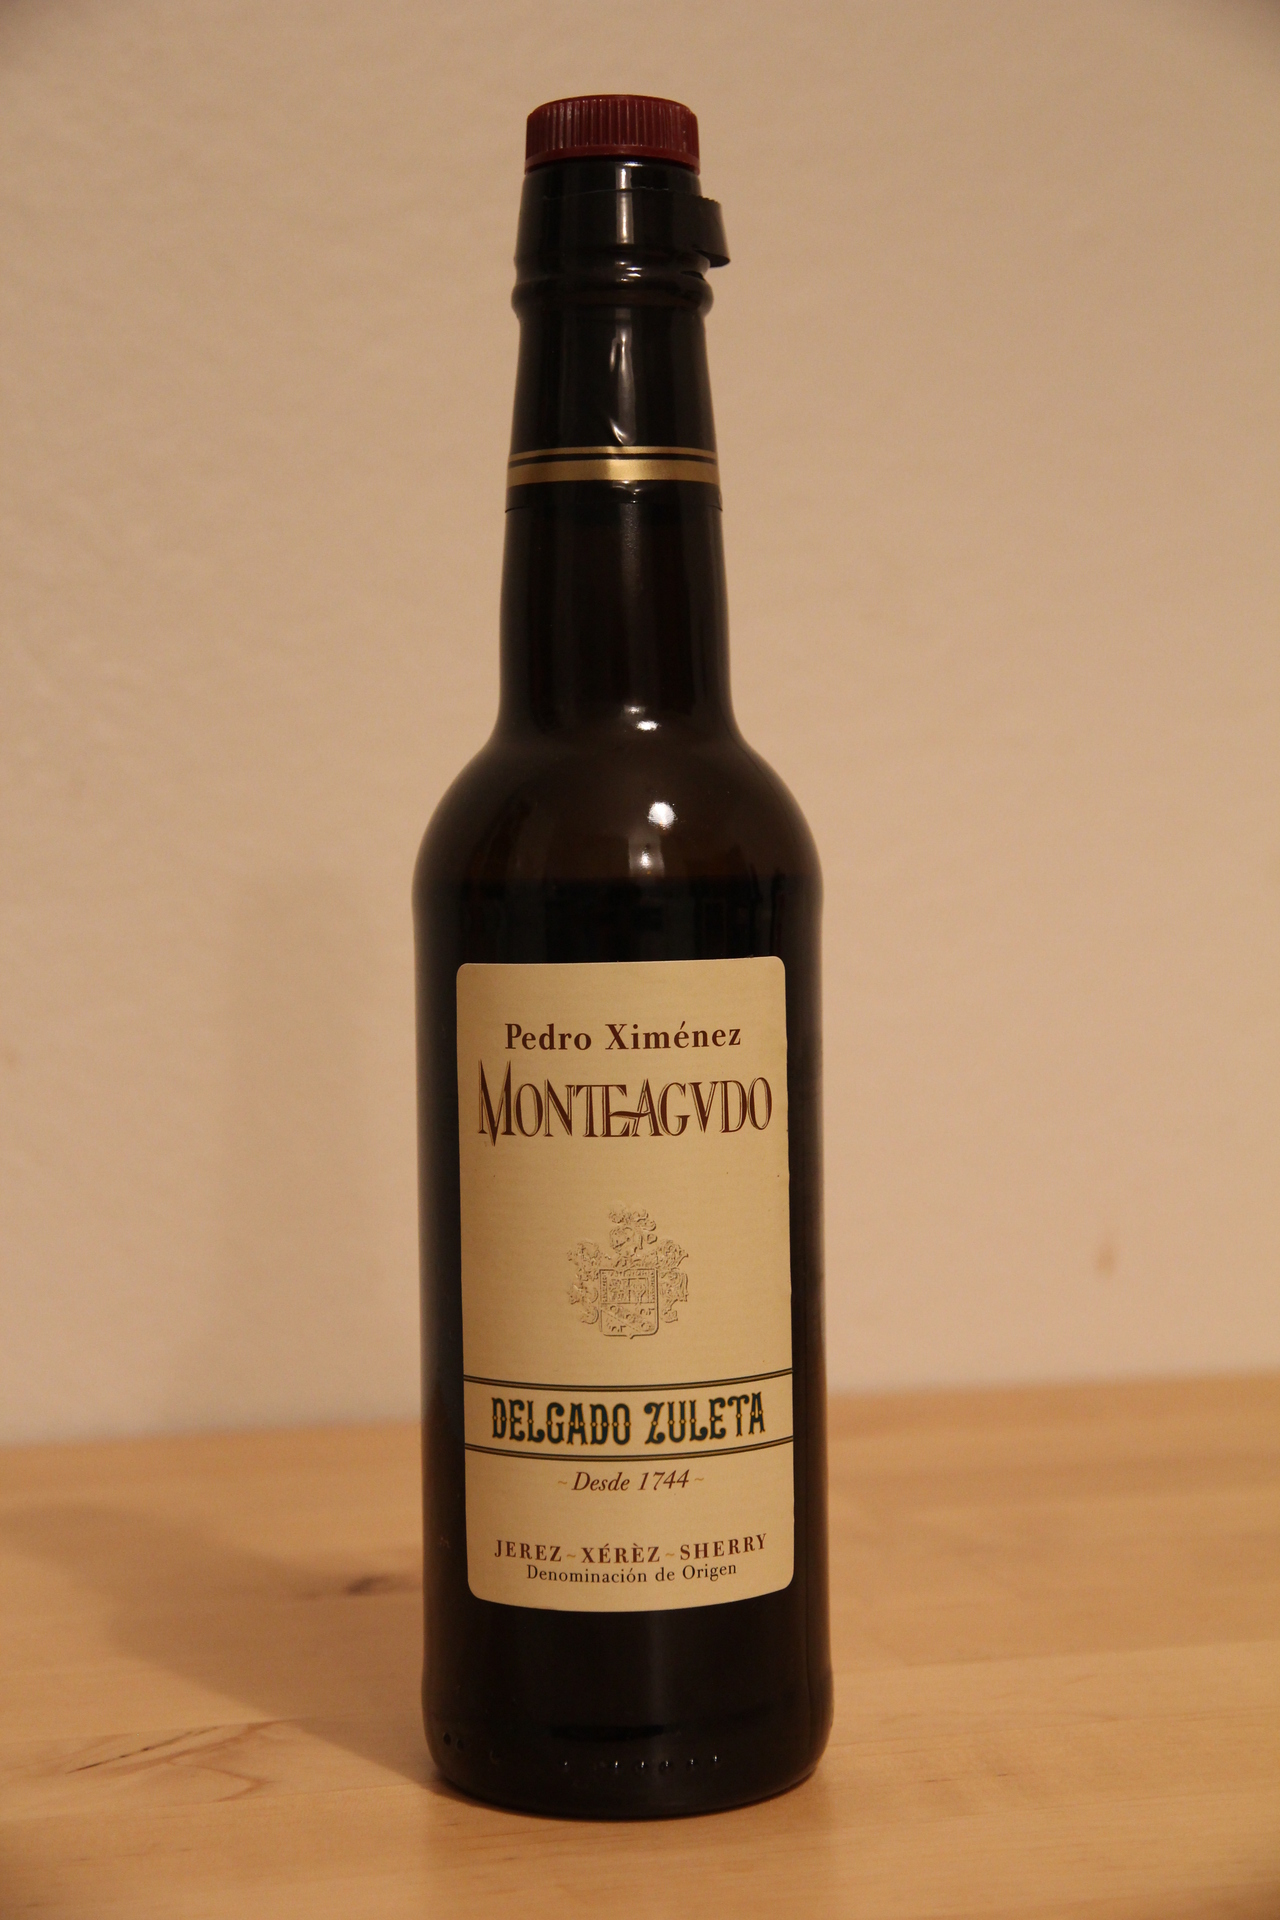 Pedro Ximénez
MONTEAGVDO
DELGADO ZULETA
~ Desde 1744 ~
JEREZ ~ XÉRÈZ ~ SHERRY
Denominación de Origen